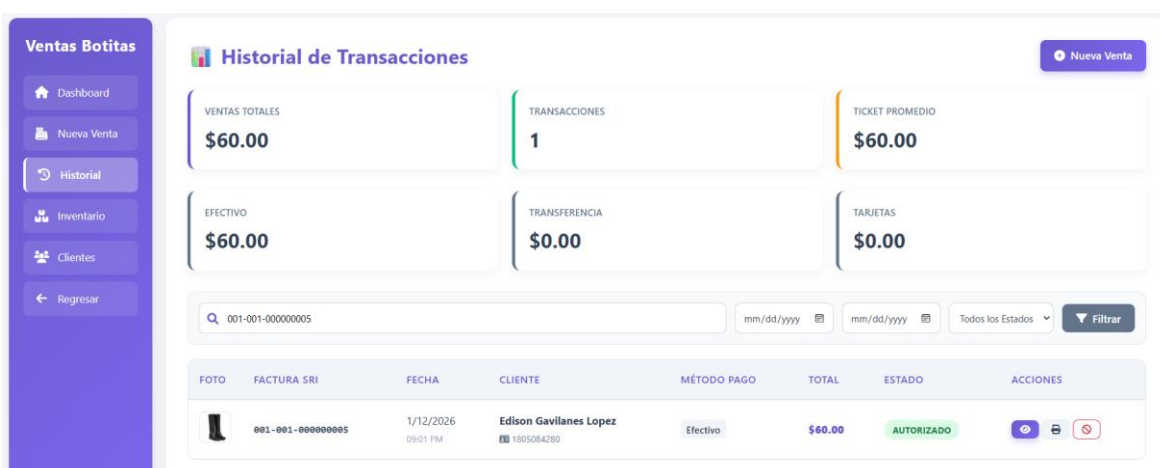 Ventas Botitas
Dashboard
Nueva Venta
Historial
Inventario
Clientes
Regresar
Historial de Transacciones
Nueva Venta
VENTAS TOTALES
$60.00
TRANSACCIONES
1
TICKET PROMEDIO
$60.00
EFECTIVO
$60.00
TRANSFERENCIA
$0.00
TARJETAS
$0.00
001-001-000000005 mm/dd/yyyy mm/dd/yyyy Todos los Estados Filtrar
FOTO FACTURA SRI FECHA CLIENTE MÉTODO PAGO TOTAL ESTADO ACCIONES
001-001-000000005 1/12/2026 Edison Gavilanes Lopez Efectivo $60.00 AUTORIZADO
09:01 PM 1805084280